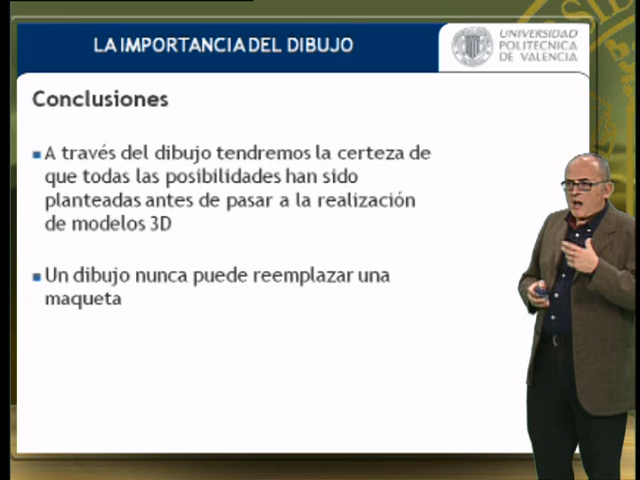 LA IMPORTANCIA DEL DIBUJO
UNIVERSIDAD
POLITECNICA
DE VALENCIA
Conclusiones
A través del dibujo tendremos la certeza de
que todas las posibilidades han sido
planteadas antes de pasar a la realización
de modelos 3D
Un dibujo nunca puede reemplazar una
maqueta